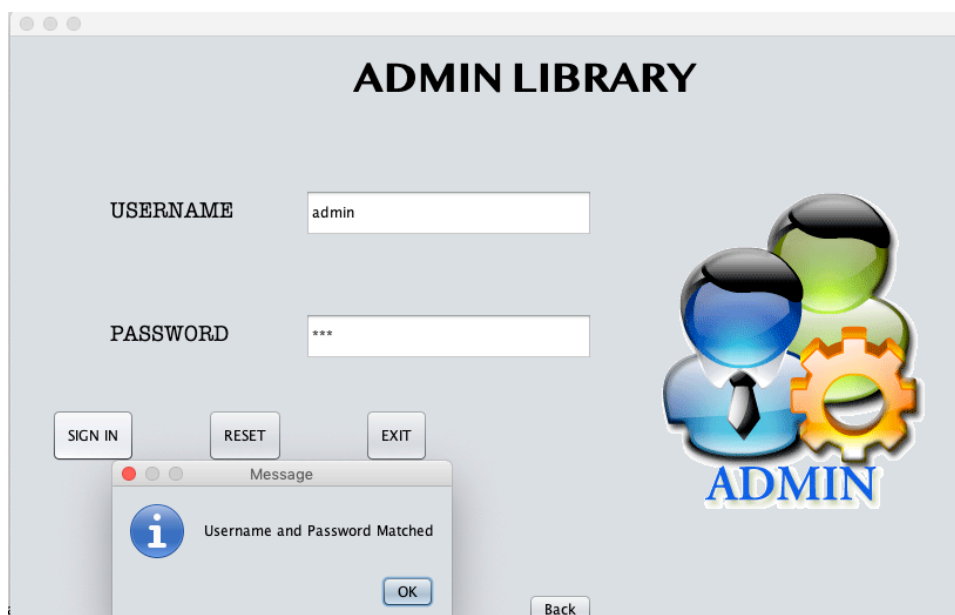 ADMIN LIBRARY
USERNAME
admin
PASSWORD
***
SIGN IN
RESET
EXIT
Message
Username and Password Matched
OK
ADMIN
Back